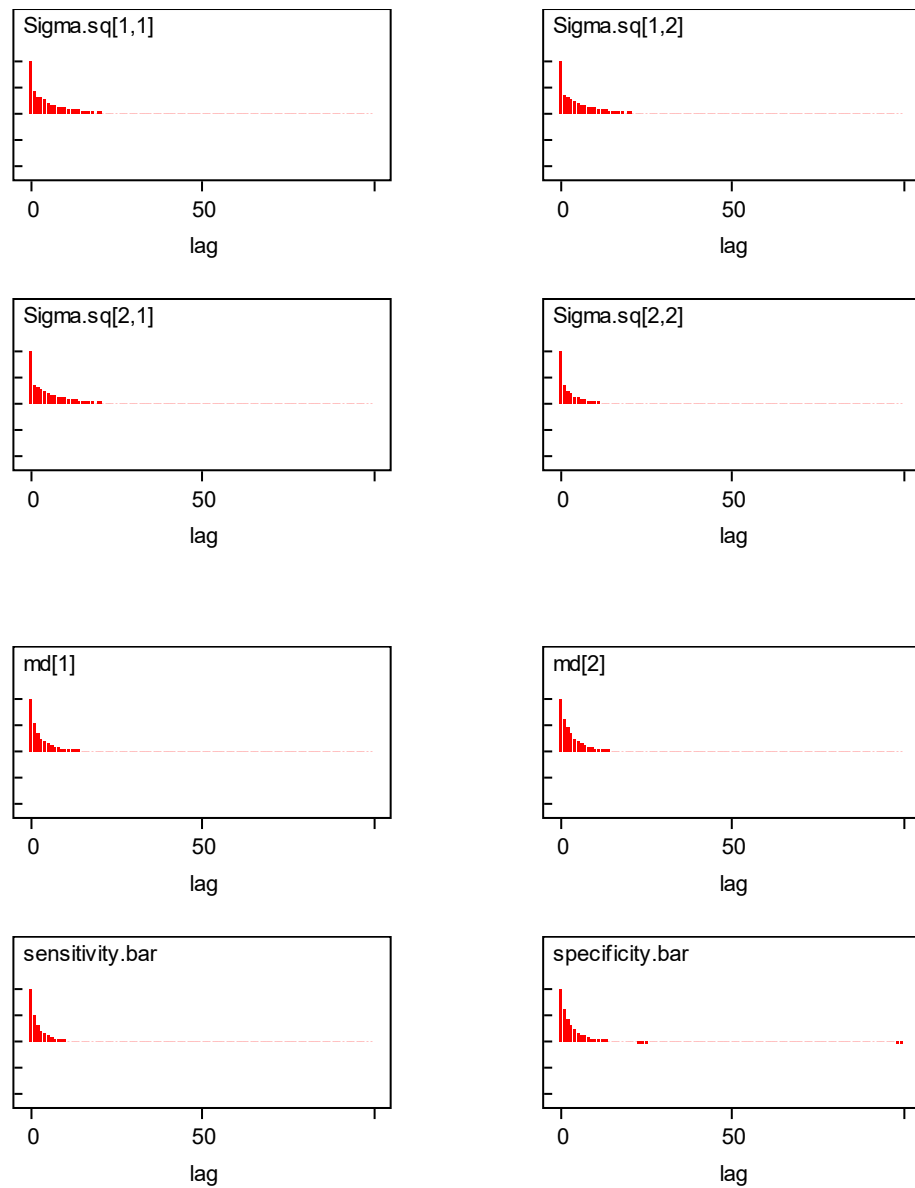 Sigma.sq[1,1]
0 50
lag
Sigma.sq[1,2]
0 50
lag
Sigma.sq[2,1]
0 50
lag
Sigma.sq[2,2]
0 50
lag
md[1]
0 50
lag
md[2]
0 50
lag
sensitivity.bar
0 50
lag
specificity.bar
0 50
lag